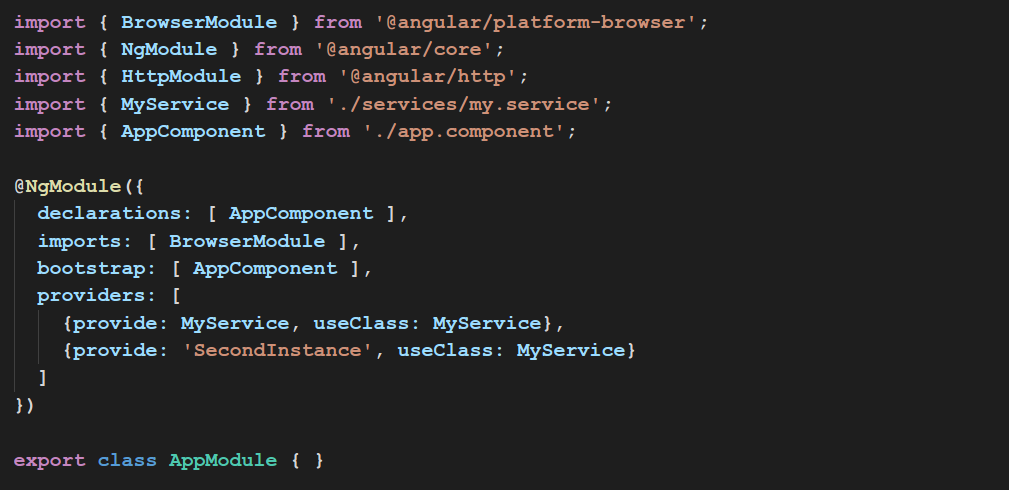 import { BrowserModule } from '@angular/platform-browser';
import { NgModule } from '@angular/core';
import { HttpModule } from '@angular/http';
import { MyService } from './services/my.service';
import { AppComponent } from './app.component';

@NgModule({
  declarations: [ AppComponent ],
  imports: [ BrowserModule ],
  bootstrap: [ AppComponent ],
  providers: [
    {provide: MyService, useClass: MyService},
    {provide: 'SecondInstance', useClass: MyService}
  ]
})

export class AppModule { }